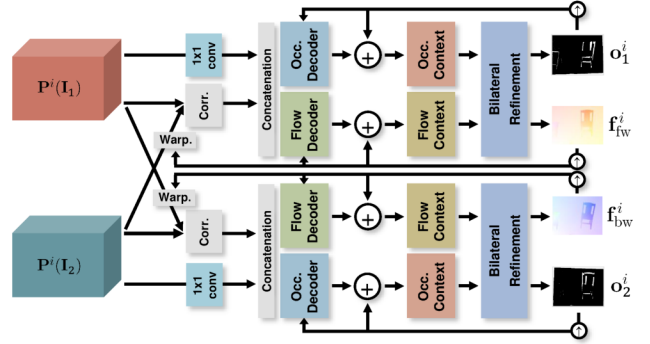 P^i(I_1)
1x1
conv
Corr.
Warp.
Concatenation
Occ.
Decoder
Flow
Decoder
+
+
Occ.
Context
Flow
Context
Bilateral
Refinement
↑
o_1^i
f_fw^i
↑
P^i(I_2)
Warp.
Corr.
1x1
conv
Concatenation
Flow
Decoder
Occ.
Decoder
+
+
Flow
Context
Occ.
Context
Bilateral
Refinement
↑
f_bw^i
o_2^i
↑